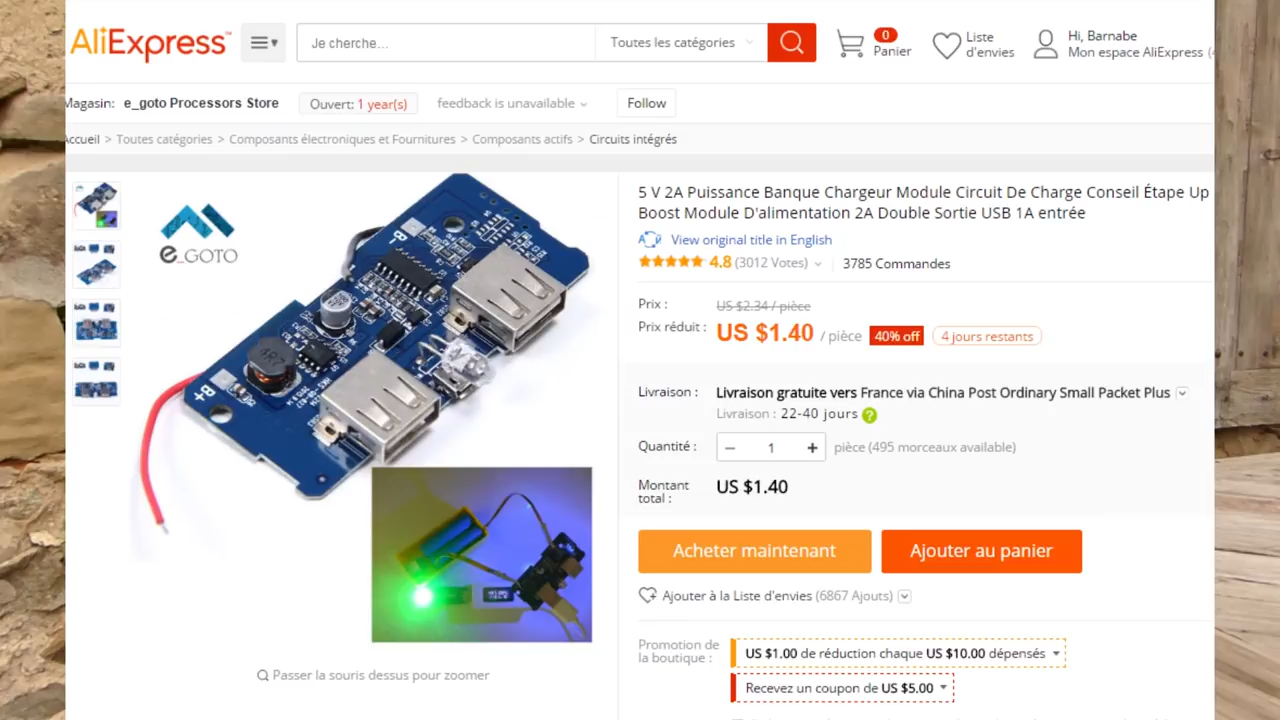 AliExpress™
Je cherche...
Toutes les catégories
0
Panier
Liste
d'envies
Hi, Barnabe
Mon espace AliExpress
Magasin: e_goto Processors Store
Ouvert: 1 year(s)
feedback is unavailable
Follow
Accueil > Toutes catégories > Composants électroniques et Fournitures > Composants actifs > Circuits intégrés
e_GOTO
B-
4R7
B+
5 V 2A Puissance Banque Chargeur Module Circuit De Charge Conseil Étape Up
Boost Module D'alimentation 2A Double Sortie USB 1A entrée
View original title in English
4.8 (3012 Votes)
3785 Commandes
Prix :
US $2.34 / pièce
Prix réduit :
US $1.40 / pièce
40% off
4 jours restants
Livraison :
Livraison gratuite vers France via China Post Ordinary Small Packet Plus
Livraison : 22-40 jours ?
Quantité :
− 1 +
pièce (495 morceaux available)
Montant
total :
US $1.40
Acheter maintenant
Ajouter au panier
Ajouter à la Liste d'envies (6867 Ajouts)
Promotion de
la boutique :
US $1.00 de réduction chaque US $10.00 dépensés
Recevez un coupon de US $5.00
Passer la souris dessus pour zoomer